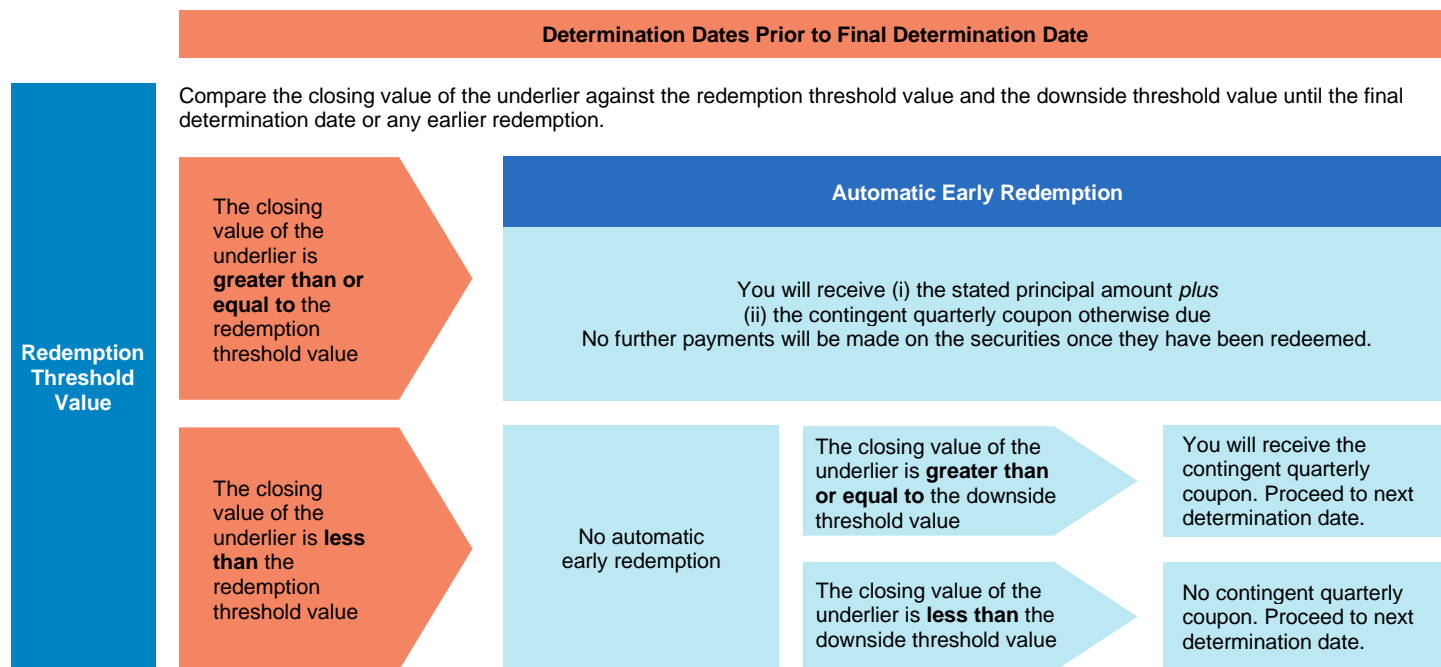 Determination Dates Prior to Final Determination Date
Compare the closing value of the underlier against the redemption threshold value and the downside threshold value until the final
determination date or any earlier redemption.
Redemption
Threshold
Value
The closing
value of the
underlier is
greater than or
equal to the
redemption
threshold value
Automatic Early Redemption
You will receive (i) the stated principal amount plus
(ii) the contingent quarterly coupon otherwise due
No further payments will be made on the securities once they have been redeemed.
The closing
value of the
underlier is less
than the
redemption
threshold value
No automatic
early redemption
The closing value of the
underlier is greater than
or equal to the downside
threshold value
You will receive the
contingent quarterly
coupon. Proceed to next
determination date.
The closing value of the
underlier is less than the
downside threshold value
No contingent quarterly
coupon. Proceed to next
determination date.